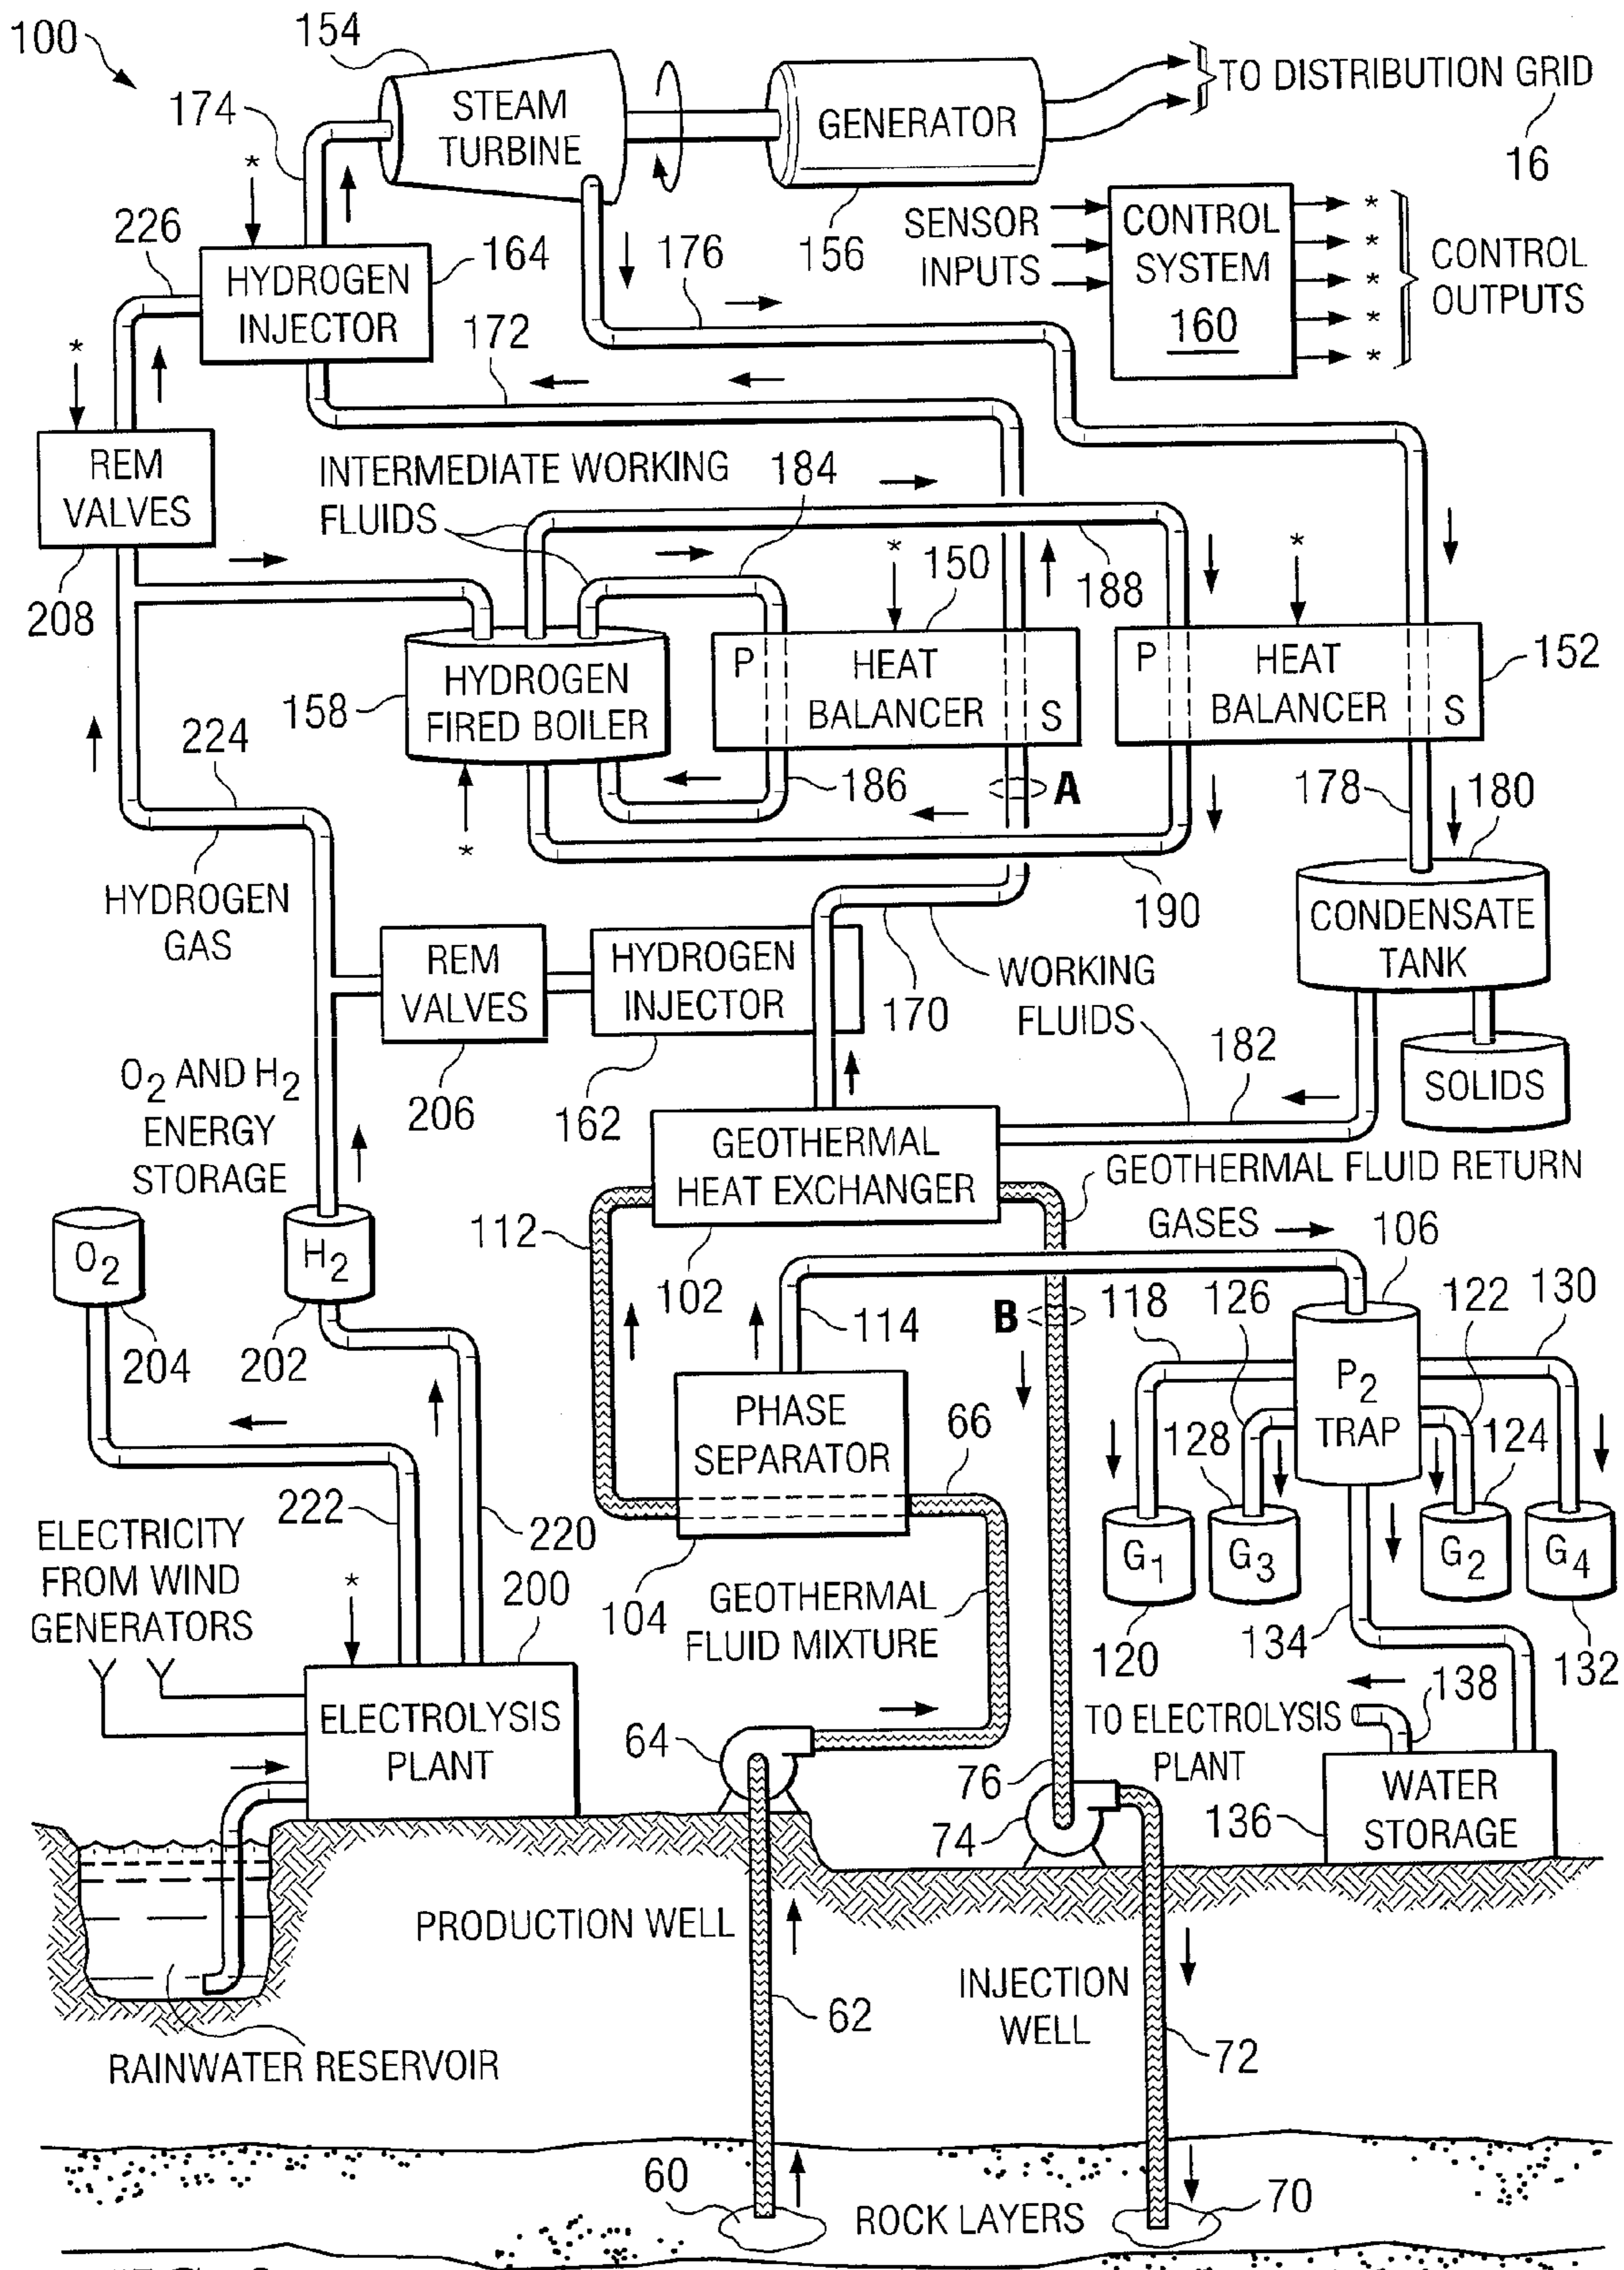 100
154
STEAM
TURBINE
GENERATOR
TO DISTRIBUTION GRID
16
174
*
226
HYDROGEN
INJECTOR
164
176
156
SENSOR
INPUTS
CONTROL
SYSTEM
160
*
*
*
*
*
CONTROL
OUTPUTS
172
*
REM
VALVES
208
INTERMEDIATE WORKING
FLUIDS
184
*
150
188
*
HYDROGEN
FIRED BOILER
158
P
HEAT
BALANCER
S
P
HEAT
BALANCER
S
152
224
*
186
A
178
180
HYDROGEN
GAS
190
CONDENSATE
TANK
REM
VALVES
HYDROGEN
INJECTOR
170
WORKING
FLUIDS
182
SOLIDS
O2 AND H2
ENERGY
STORAGE
206
162
GEOTHERMAL
HEAT EXCHANGER
GEOTHERMAL FLUID RETURN
GASES
106
O2
H2
112
102
204
202
114
B
118
126
122
130
P2
TRAP
PHASE
SEPARATOR
66
128
124
222
220
ELECTRICITY
FROM WIND
GENERATORS
*
200
104
GEOTHERMAL
FLUID MIXTURE
G1
G3
G2
G4
120
134
132
138
ELECTROLYSIS
PLANT
64
76
74
TO ELECTROLYSIS
PLANT
136
WATER
STORAGE
PRODUCTION WELL
INJECTION
WELL
62
72
RAINWATER RESERVOIR
60
ROCK LAYERS
70